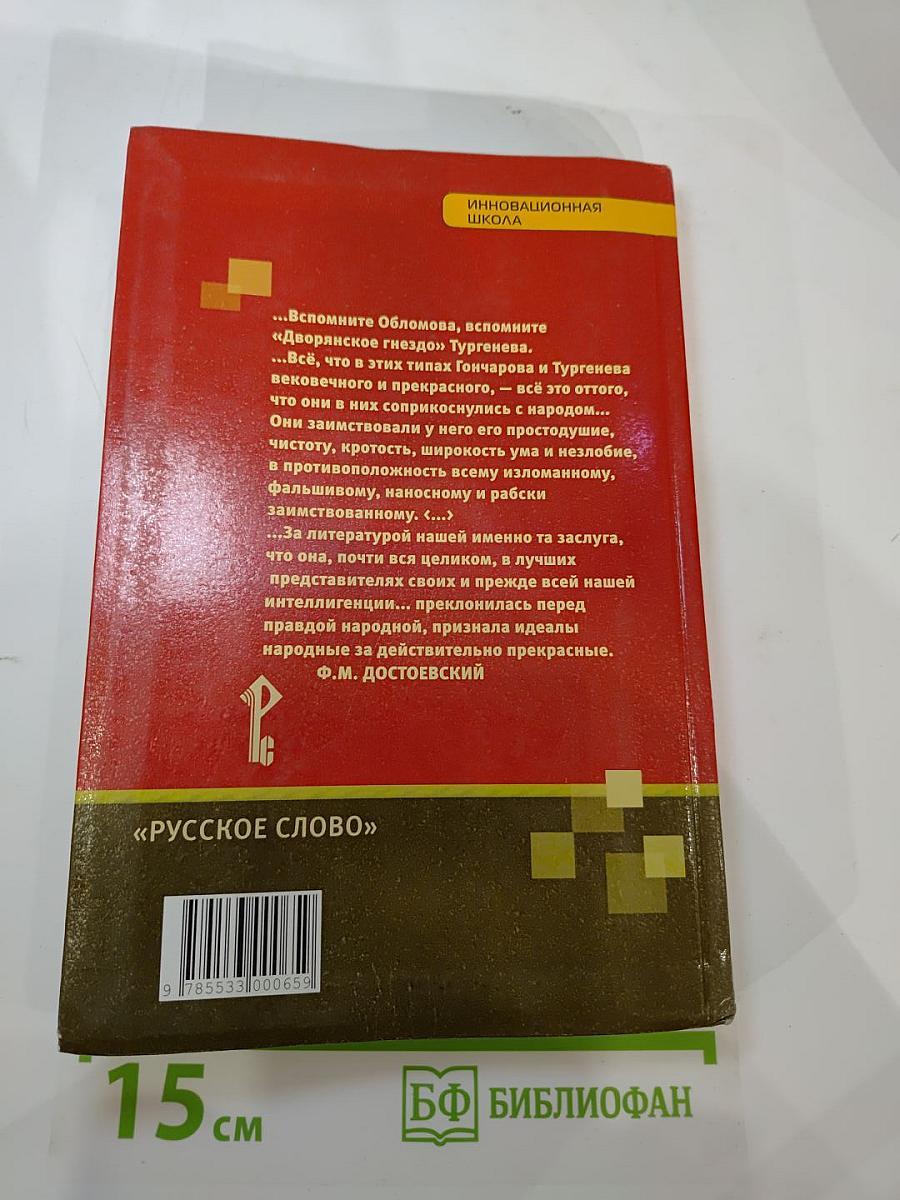 ИННОВАЦИОННАЯ
ШКОЛА
...Вспомните Обломова, вспомните
«Дворянское гнездо» Тургенева.
...Всё, что в этих типах Гончарова и Тургенева
вековечного и прекрасного, — всё это оттого,
что они в них соприкоснулись с народом...
Они заимствовали у него его простодушие,
чистоту, кротость, широкость ума и незлобие,
в противоположность всему изломанному,
фальшивому, наносному и рабски
заимствованному. <...>
...За литературой нашей именно та заслуга,
что она, почти вся целиком, в лучших
представителях своих и прежде всей нашей
интеллигенции... преклонилась перед
правдой народной, признала идеалы
народные за действительно прекрасные.
Ф.М. ДОСТОЕВСКИЙ
РС
«РУССКОЕ СЛОВО»
9 785533 000659
15 см
БФ БИБЛИОФАН